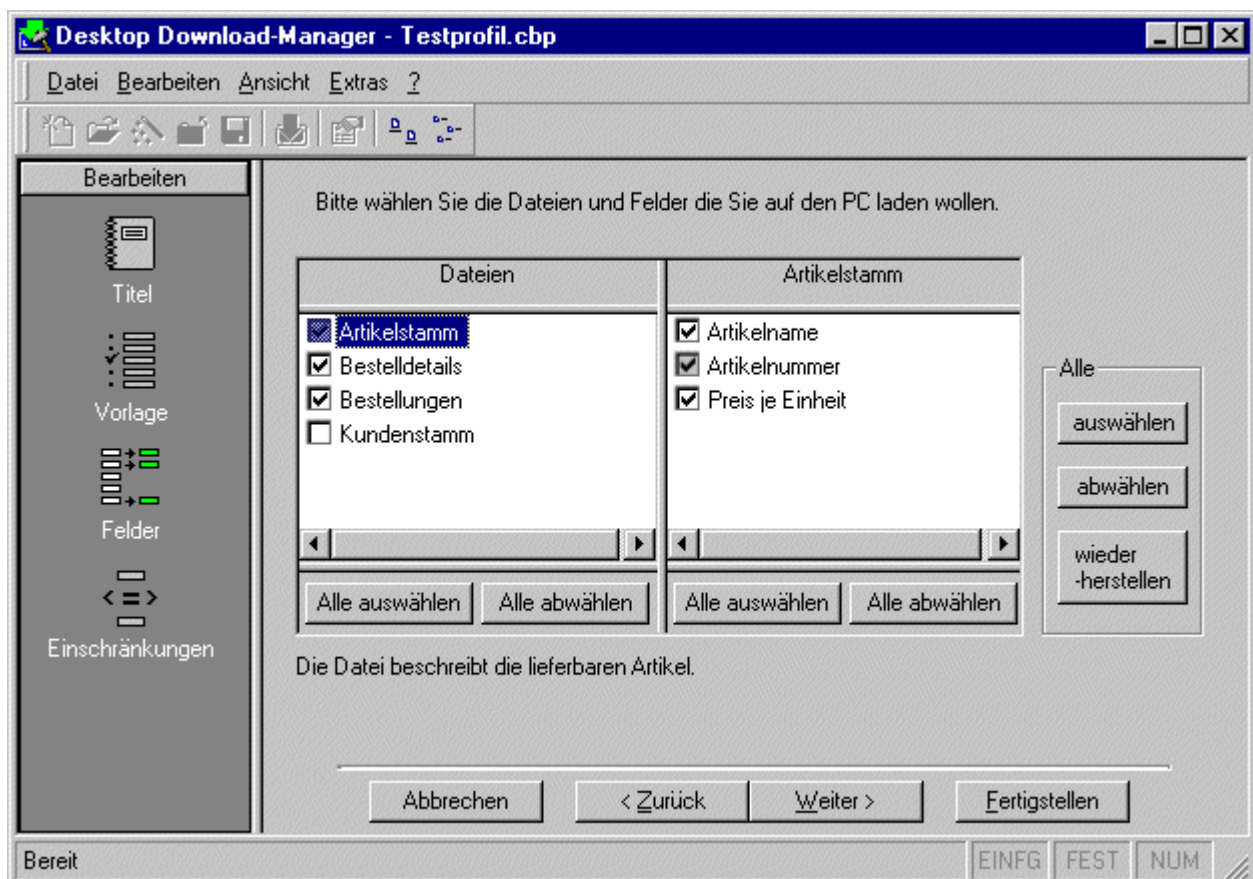 Desktop Download-Manager - Testprofil.cbp
Datei Bearbeiten Ansicht Extras ?
Bearbeiten
Titel
Vorlage
Felder
Einschränkungen
Bitte wählen Sie die Dateien und Felder die Sie auf den PC laden wollen.
Dateien
Artikelstamm
Bestelldetails
Bestellungen
Kundenstamm
Alle auswählen Alle abwählen
Artikelstamm
Artikelname
Artikelnummer
Preis je Einheit
Alle auswählen Alle abwählen
Alle
auswählen
abwählen
wieder
-herstellen
Die Datei beschreibt die lieferbaren Artikel.
Abbrechen < Zurück Weiter > Fertigstellen
Bereit EINFG FEST NUM